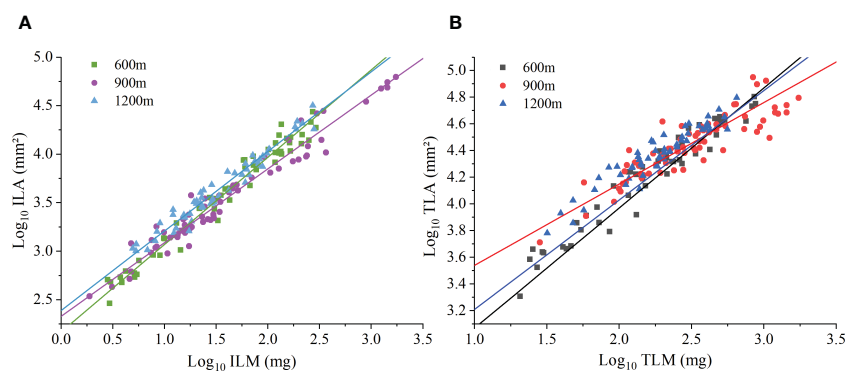 A
Log₁₀ ILA (mm²)
5.0
4.5
4.0
3.5
3.0
2.5
600m
900m
1200m
0.0 0.5 1.0 1.5 2.0 2.5 3.0 3.5
Log₁₀ ILM (mg)
B
Log₁₀ TLA (mm²)
5.0
4.8
4.6
4.4
4.2
4.0
3.8
3.6
3.4
3.2
600m
900m
1200m
1.0 1.5 2.0 2.5 3.0 3.5
Log₁₀ TLM (mg)